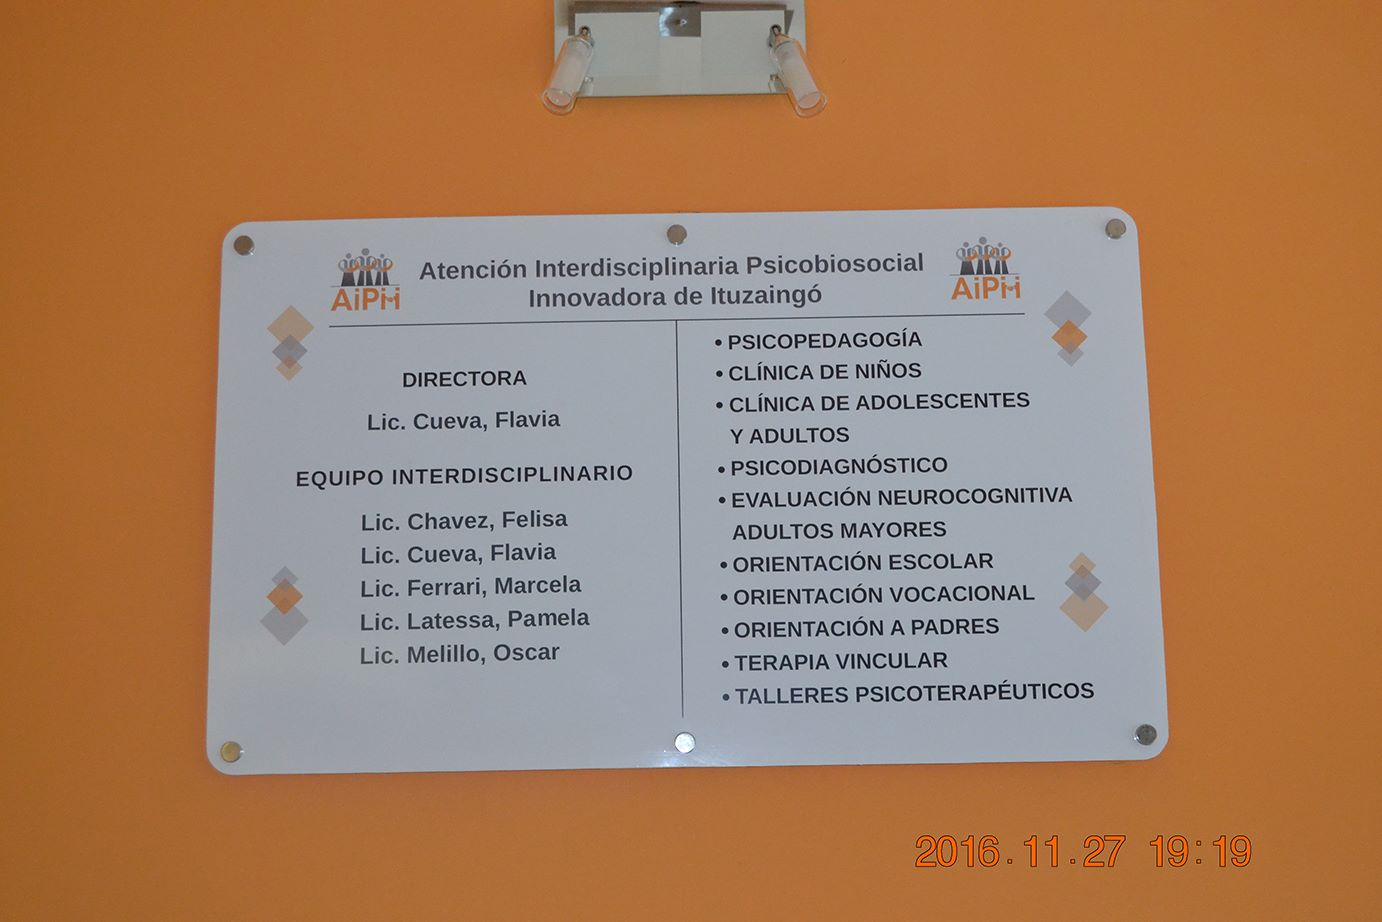 AiPii
Atención Interdisciplinaria Psicobiosocial
Innovadora de Ituzaingó
AiPii
DIRECTORA
Lic. Cueva, Flavia
EQUIPO INTERDISCIPLINARIO
Lic. Chavez, Felisa
Lic. Cueva, Flavia
Lic. Ferrari, Marcela
Lic. Latessa, Pamela
Lic. Melillo, Oscar
• PSICOPEDAGOGÍA
• CLÍNICA DE NIÑOS
• CLÍNICA DE ADOLESCENTES
Y ADULTOS
• PSICODIAGNÓSTICO
• EVALUACIÓN NEUROCOGNITIVA
ADULTOS MAYORES
• ORIENTACIÓN ESCOLAR
• ORIENTACIÓN VOCACIONAL
• ORIENTACIÓN A PADRES
• TERAPIA VINCULAR
• TALLERES PSICOTERAPÉUTICOS
2016.11.27 19:19